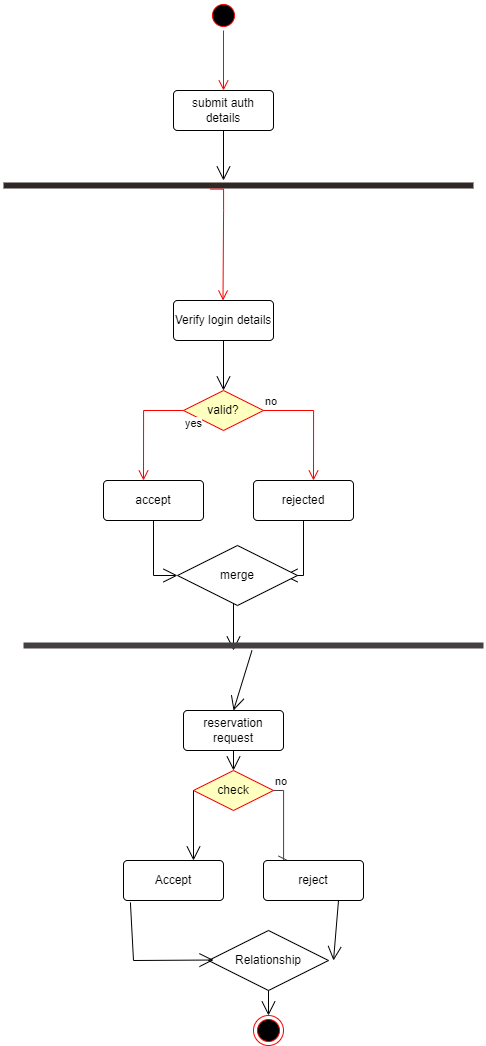 submit auth
details
Verify login details
valid?
no
yes
accept
rejected
merge
reservation
request
check
no
Accept
reject
Relationship